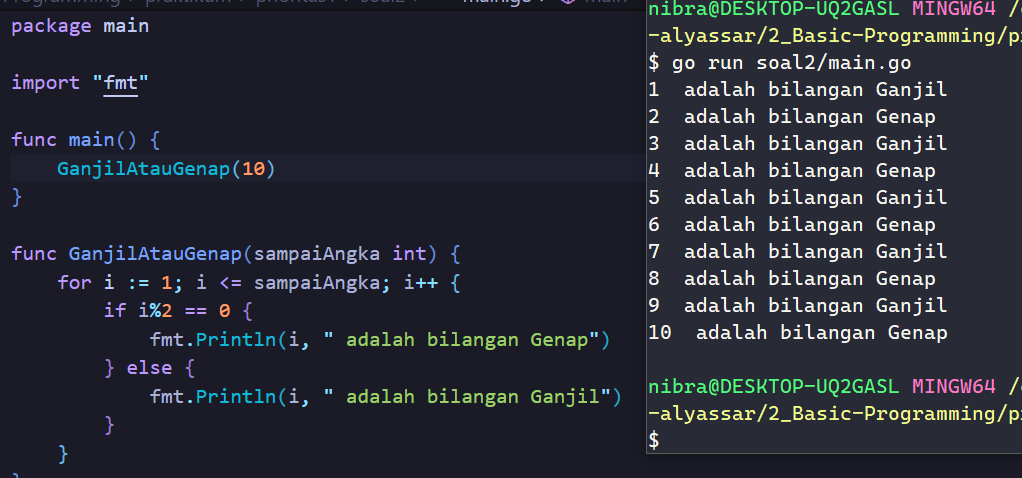 package main
import "fmt"
func main() {
    GanjilAtauGenap(10)
}
func GanjilAtauGenap(sampaiAngka int) {
    for i := 1; i <= sampaiAngka; i++ {
        if i%2 == 0 {
            fmt.Println(i, " adalah bilangan Genap")
        } else {
            fmt.Println(i, " adalah bilangan Ganjil")
        }
    }
nibra@DESKTOP-UQ2GASL MINGW64
-alyassar/2_Basic-Programming/
$ go run soal2/main.go
1  adalah bilangan Ganjil
2  adalah bilangan Genap
3  adalah bilangan Ganjil
4  adalah bilangan Genap
5  adalah bilangan Ganjil
6  adalah bilangan Genap
7  adalah bilangan Ganjil
8  adalah bilangan Genap
9  adalah bilangan Ganjil
10  adalah bilangan Genap
nibra@DESKTOP-UQ2GASL MINGW64
-alyassar/2_Basic-Programming/
$